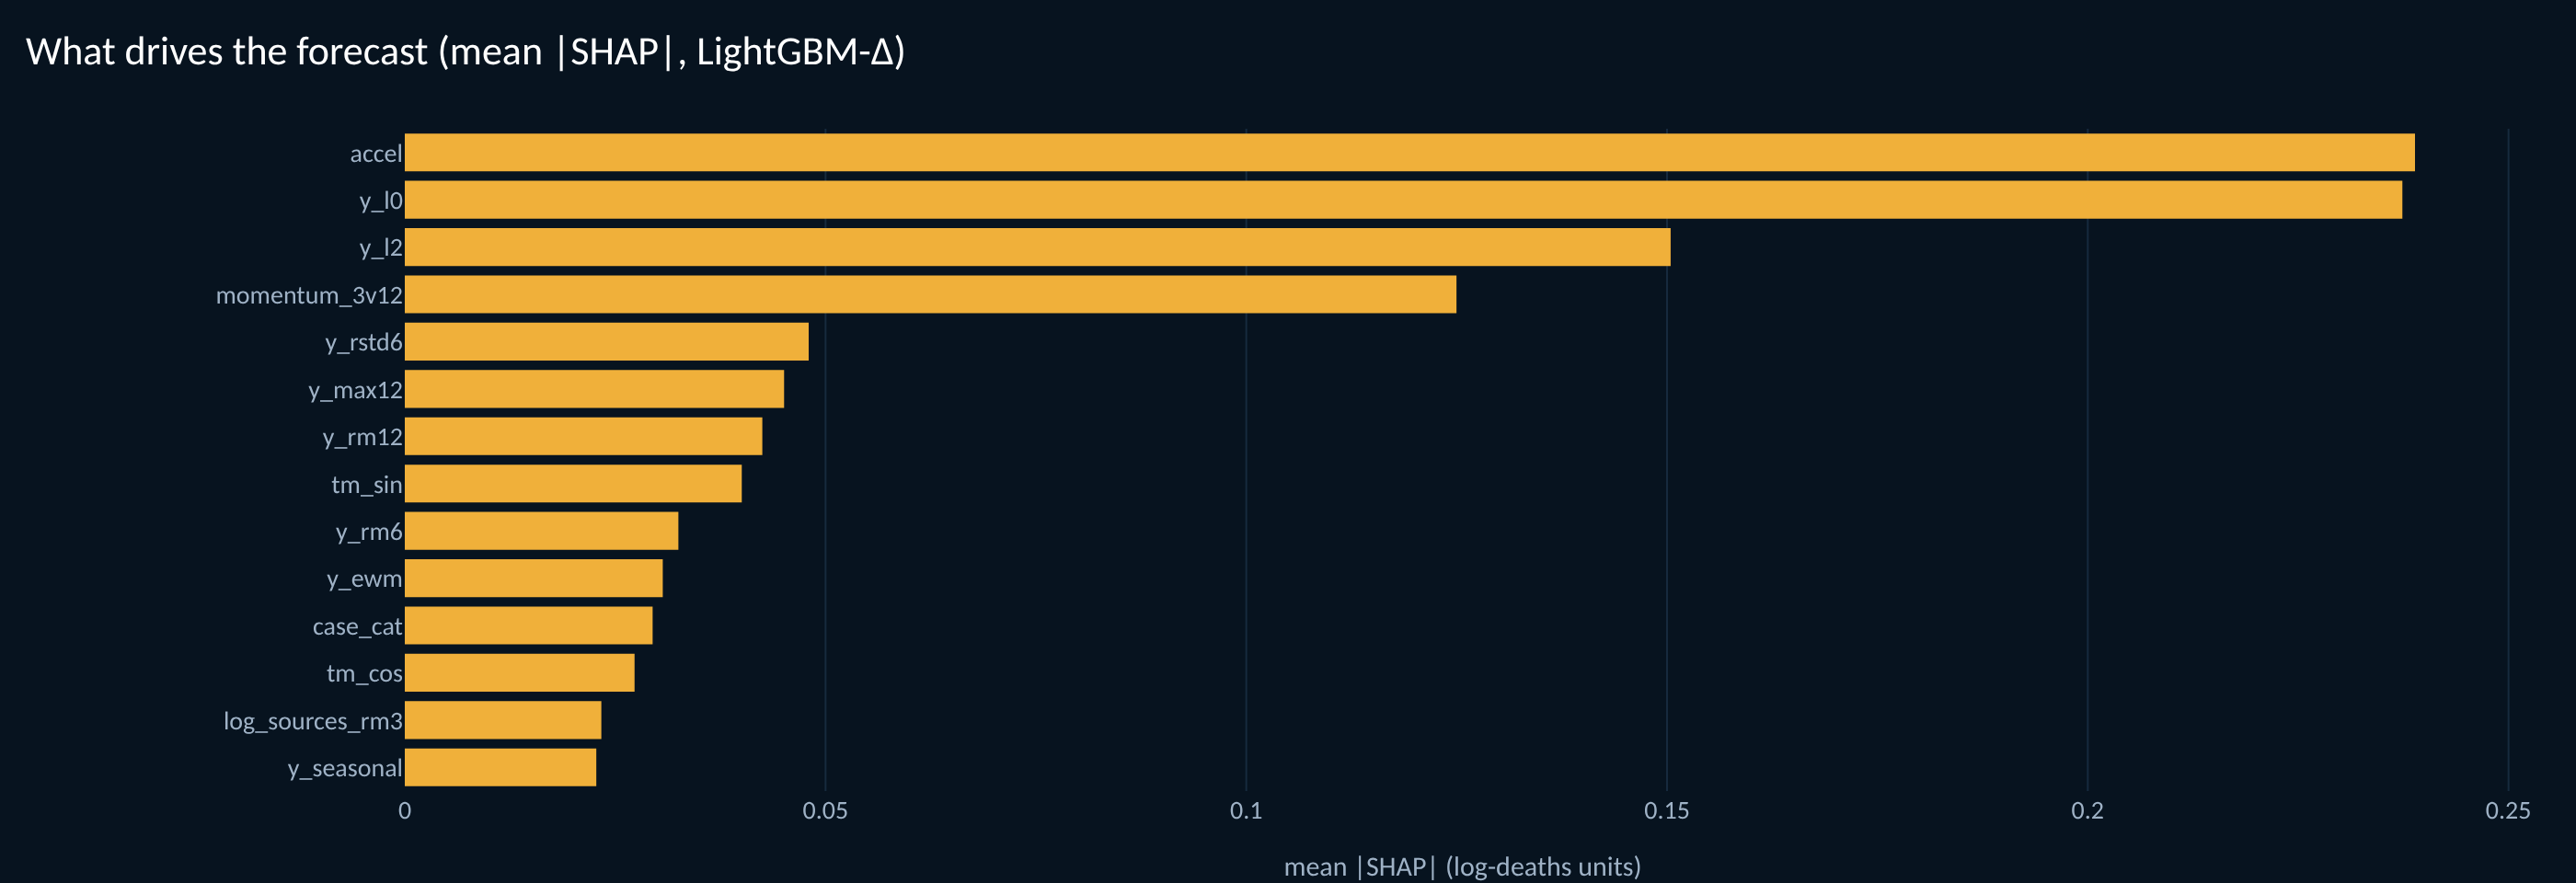 What drives the forecast (mean |SHAP|, LightGBM-Δ)
accel
y_l0
y_l2
momentum_3v12
y_rstd6
y_max12
y_rm12
tm_sin
y_rm6
y_ewm
case_cat
tm_cos
log_sources_rm3
y_seasonal
0 0.05 0.1 0.15 0.2 0.25
mean |SHAP| (log-deaths units)